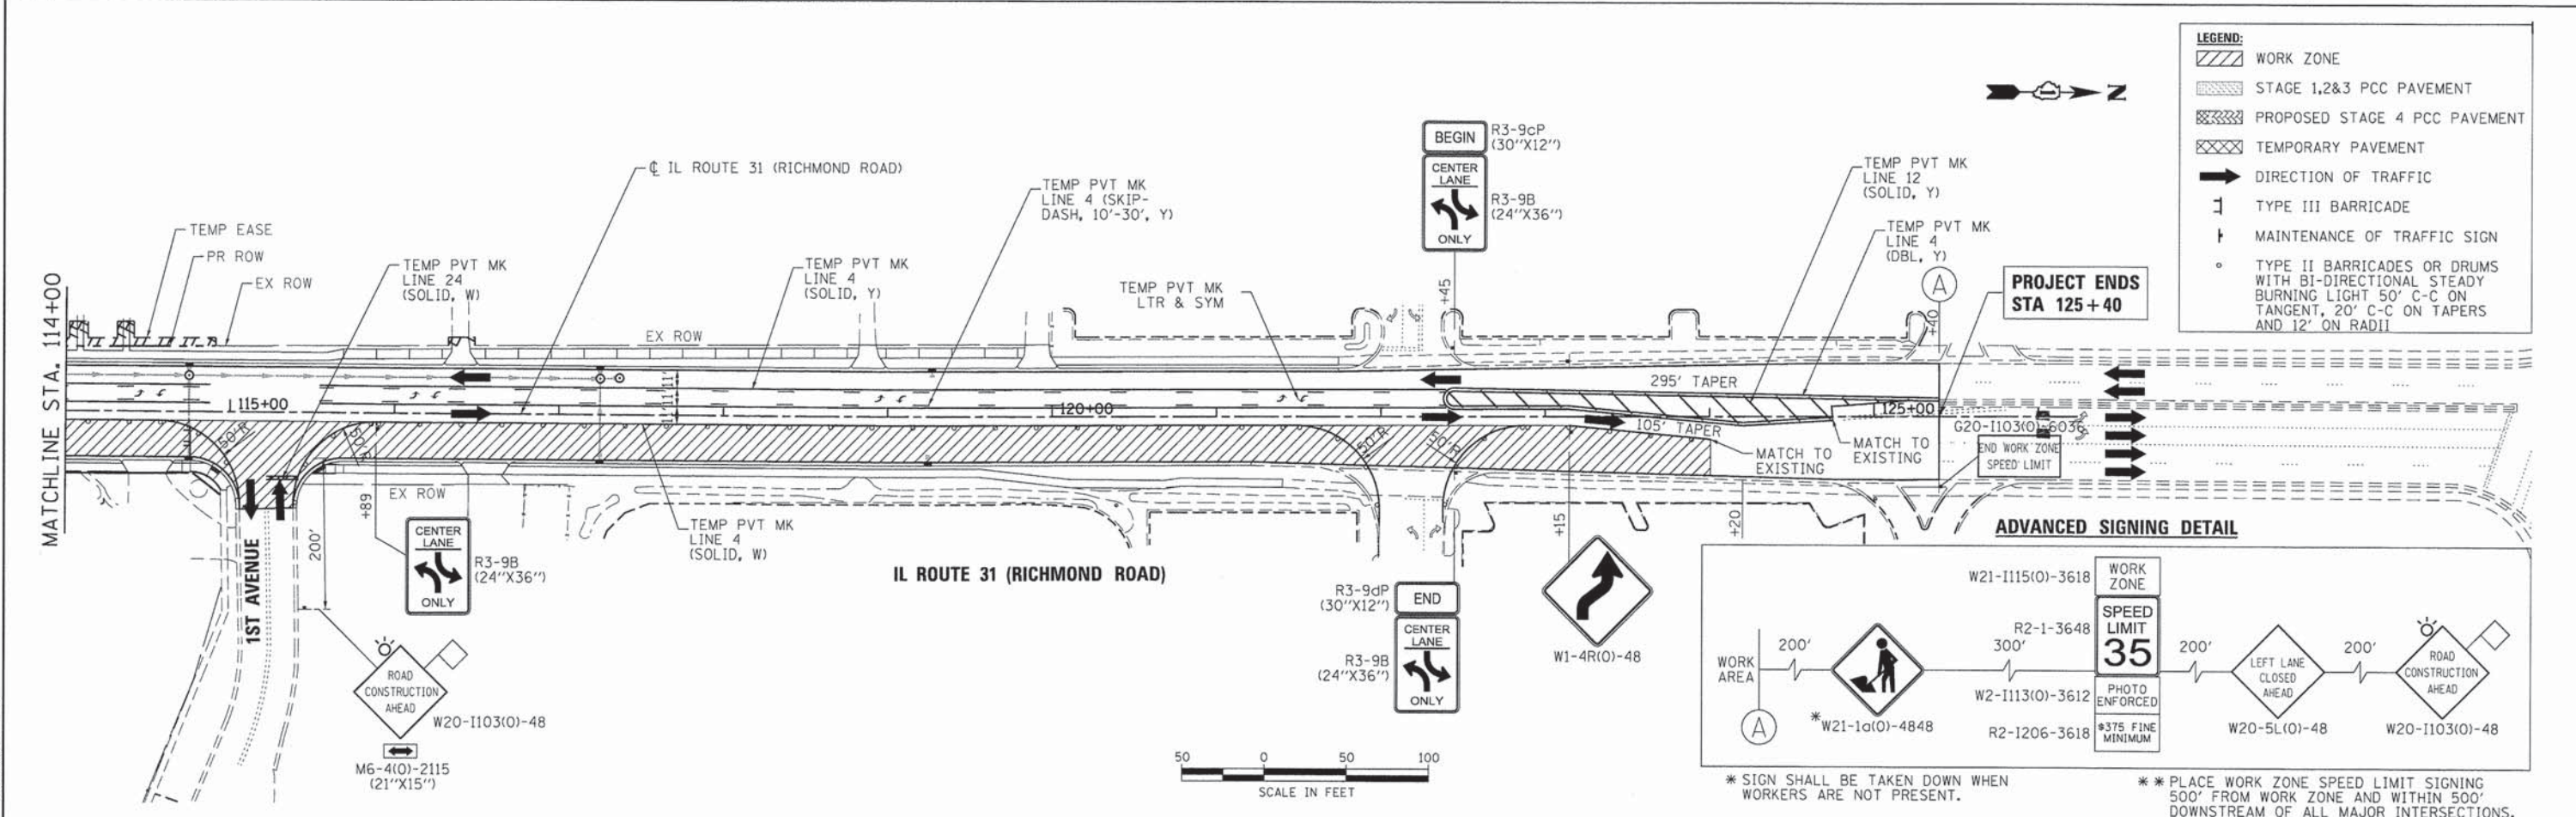 MATCHLINE STA. 114+00
TEMP EASE
PR ROW
EX ROW
TEMP PVT MK
LINE 24
(SOLID, W)
℄ IL ROUTE 31 (RICHMOND ROAD)
TEMP PVT MK
LINE 4
(SOLID, Y)
EX ROW
TEMP PVT MK
LINE 4 (SKIP-
DASH, 10'-30', Y)
TEMP PVT MK
LTR & SYM
BEGIN
R3-9cP
(30"X12")
CENTER
LANE
ONLY
R3-9B
(24"X36")
+45
TEMP PVT MK
LINE 12
(SOLID, Y)
TEMP PVT MK
LINE 4
(DBL, Y)
A
+40
PROJECT ENDS
STA 125+40
N
LEGEND:
WORK ZONE
STAGE 1,2&3 PCC PAVEMENT
PROPOSED STAGE 4 PCC PAVEMENT
TEMPORARY PAVEMENT
DIRECTION OF TRAFFIC
TYPE III BARRICADE
MAINTENANCE OF TRAFFIC SIGN
TYPE II BARRICADES OR DRUMS
WITH BI-DIRECTIONAL STEADY
BURNING LIGHT 50' C-C ON
TANGENT, 20' C-C ON TAPERS
AND 12' ON RADII
115+00
11'
11'
11'
120+00
295' TAPER
125+00
105' TAPER
MATCH TO
EXISTING
MATCH TO
EXISTING
G20-I103(0)-6036
END WORK ZONE
SPEED LIMIT
50'R
50'R
50'R
50'R
EX ROW
+89
200'
1ST AVENUE
CENTER
LANE
ONLY
R3-9B
(24"X36")
TEMP PVT MK
LINE 4
(SOLID, W)
IL ROUTE 31 (RICHMOND ROAD)
ROAD
CONSTRUCTION
AHEAD
W20-I103(0)-48
M6-4(0)-2115
(21"X15")
R3-9dP
(30"X12")
END
CENTER
LANE
ONLY
R3-9B
(24"X36")
+15
W1-4R(0)-48
+20
50 0 50 100
SCALE IN FEET
ADVANCED SIGNING DETAIL
WORK
AREA
A
200'
*W21-1a(0)-4848
300'
W21-I115(0)-3618
WORK
ZONE
R2-1-3648
SPEED
LIMIT
35
W2-I113(0)-3612
PHOTO
ENFORCED
R2-I206-3618
$375 FINE
MINIMUM
200'
LEFT LANE
CLOSED
AHEAD
W20-5L(0)-48
200'
ROAD
CONSTRUCTION
AHEAD
W20-I103(0)-48
* SIGN SHALL BE TAKEN DOWN WHEN
WORKERS ARE NOT PRESENT.
** PLACE WORK ZONE SPEED LIMIT SIGNING
500' FROM WORK ZONE AND WITHIN 500'
DOWNSTREAM OF ALL MAJOR INTERSECTIONS.